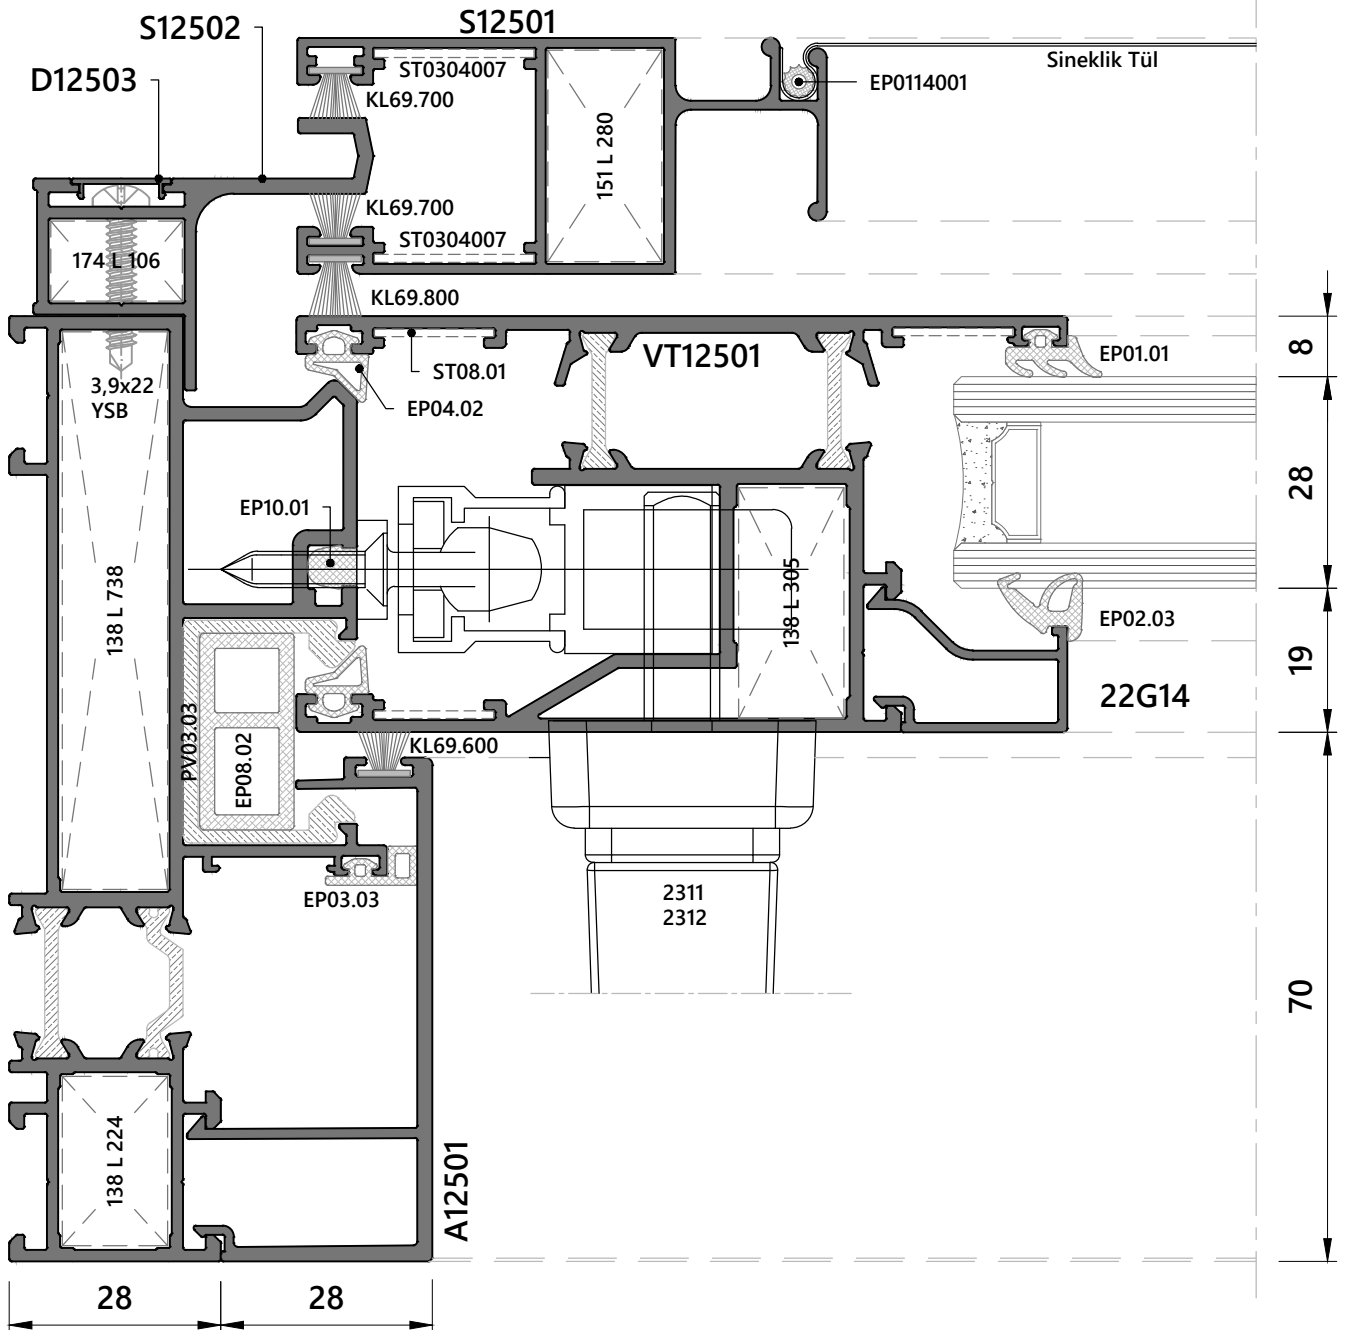 S12501
S12502
Sineklik Tül
ST0304007
D12503
EP0114001
KL69.700
151 L 280
KL69.700
ST0304007
174 L 106
KL69.800
8
VT12501
EP01.01
ST08.01
3,9x22
YSB
EP04.02
28
EP10.01
138 L 738
138 L 305
EP02.03
19
22G14
PV03.03
EP08.02
KL69.600
EP03.03
2311
2312
70
138 L 224
A12501
28
28